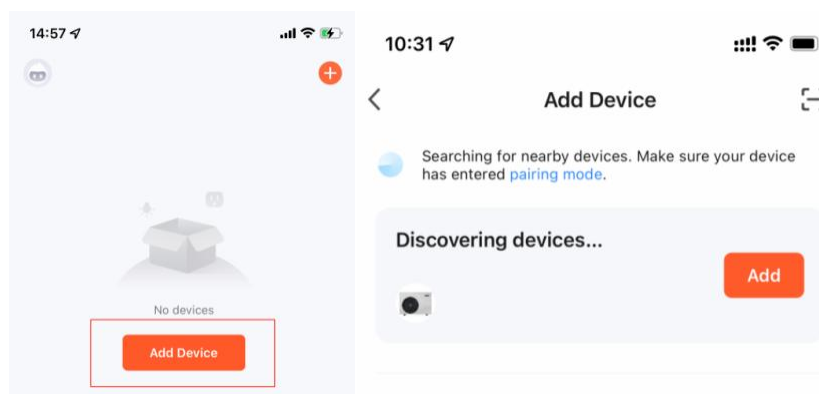 14:57
No devices
Add Device
10:31
Add Device
Searching for nearby devices. Make sure your device
has entered pairing mode.
Discovering devices...
Add